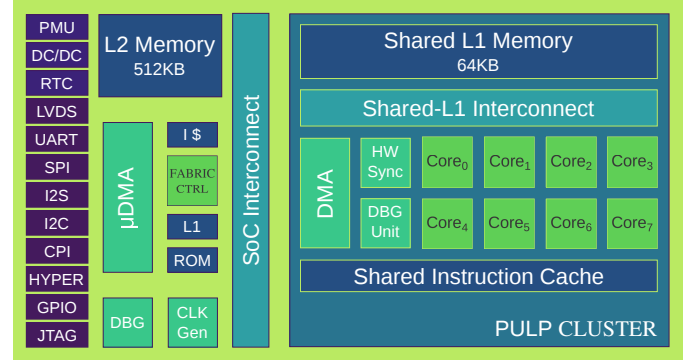 PMU
DC/DC
RTC
LVDS
UART
SPI
I2S
I2C
CPI
HYPER
GPIO
JTAG
L2 Memory
512KB
µDMA
I $
FABRIC
CTRL
L1
ROM
DBG
CLK
Gen
SoC Interconnect
Shared L1 Memory
64KB
Shared-L1 Interconnect
DMA
HW
Sync
Core₀ Core₁ Core₂ Core₃
DBG
Unit
Core₄ Core₅ Core₆ Core₇
Shared Instruction Cache
PULP CLUSTER